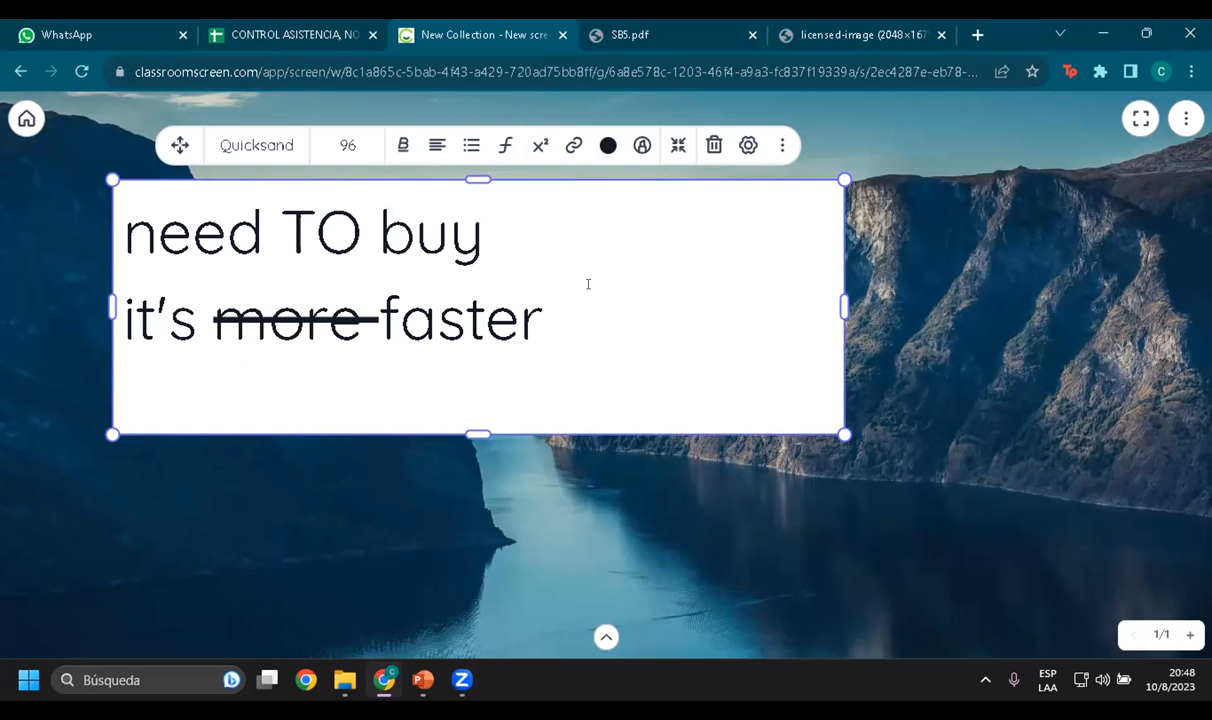 WhatsApp
CONTROL ASISTENCIA, NO
New Collection - New scre
SB5.pdf
licensed-image (2048×167
classroomscreen.com/app/screen/w/8c1a865c-5bab-4f43-a429-720ad75bb8ff/g/6a8e578c-1203-46f4-a9a3-fc837f19339a/s/2ec4287e-eb78-...
Quicksand 96
need TO buy
it's more faster
1/1
Búsqueda
ESP
LAA
20:48
10/8/2023